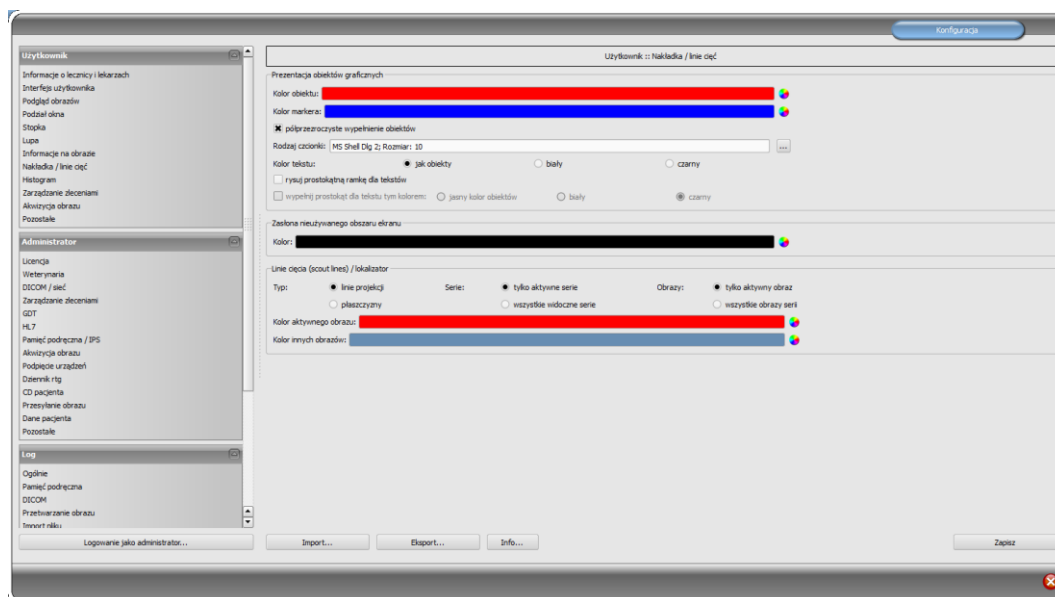 Konfiguracja
Użytkownik
Informacje o lecznicy i lekarzach
Interfejs użytkownika
Podgląd obrazów
Podział okna
Stopka
Lupa
Informacje na obrazie
Nakładka / linie cięć
Histogram
Zarządzanie zleceniami
Akwizycja obrazu
Pozostałe
Administrator
Licencja
Weterynaria
DICOM / sieć
Zarządzanie zleceniami
GDT
HL7
Pamięć podręczna / IPS
Akwizycja obrazu
Podpięcie urządzeń
Dziennik rtg
CD pacjenta
Przesyłanie obrazu
Dane pacjenta
Pozostałe
Log
Ogólnie
Pamięć podręczna
DICOM
Przetwarzanie obrazu
Import pliku
Logowanie jako administrator...
Użytkownik :: Nakładka / linie cięć
Prezentacja obiektów graficznych
Kolor obiektu:
Kolor markera:
półprzezroczyste wypełnienie obiektów
Rodzaj czcionki: MS Shell Dlg 2; Rozmiar: 10 ...
Kolor tekstu: jak obiekty biały czarny
rysuj prostokątną ramkę dla tekstów
wypełnij prostokąt dla tekstu tym kolorem: jasny kolor obiektów biały czarny
Zasłona nieużywanego obszaru ekranu
Kolor:
Linie cięcia (scout lines) / lokalizator
Typ: linie projekcji Serie: tylko aktywne serie Obrazy: tylko aktywny obraz
płaszczyzny wszystkie widoczne serie wszystkie obrazy serii
Kolor aktywnego obrazu:
Kolor innych obrazów:
Import... Eksport... Info... Zapisz